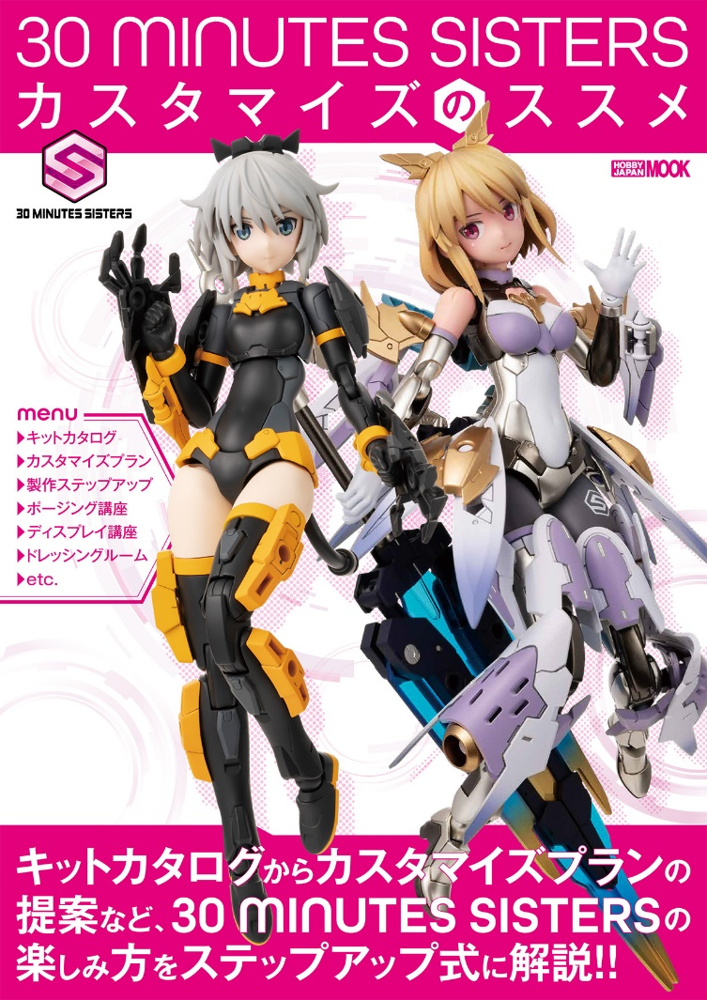 30 MINUTES SISTERS
カスタマイズのススメ
HOBBY
JAPAN MOOK
S
30 MINUTES SISTERS
menu
▶キットカタログ
▶カスタマイズプラン
▶製作ステップアップ
▶ポージング講座
▶ディスプレイ講座
▶ドレッシングルーム
▶etc.
S
キットカタログからカスタマイズプランの
提案など、30 MINUTES SISTERSの
楽しみ方をステップアップ式に解説!!